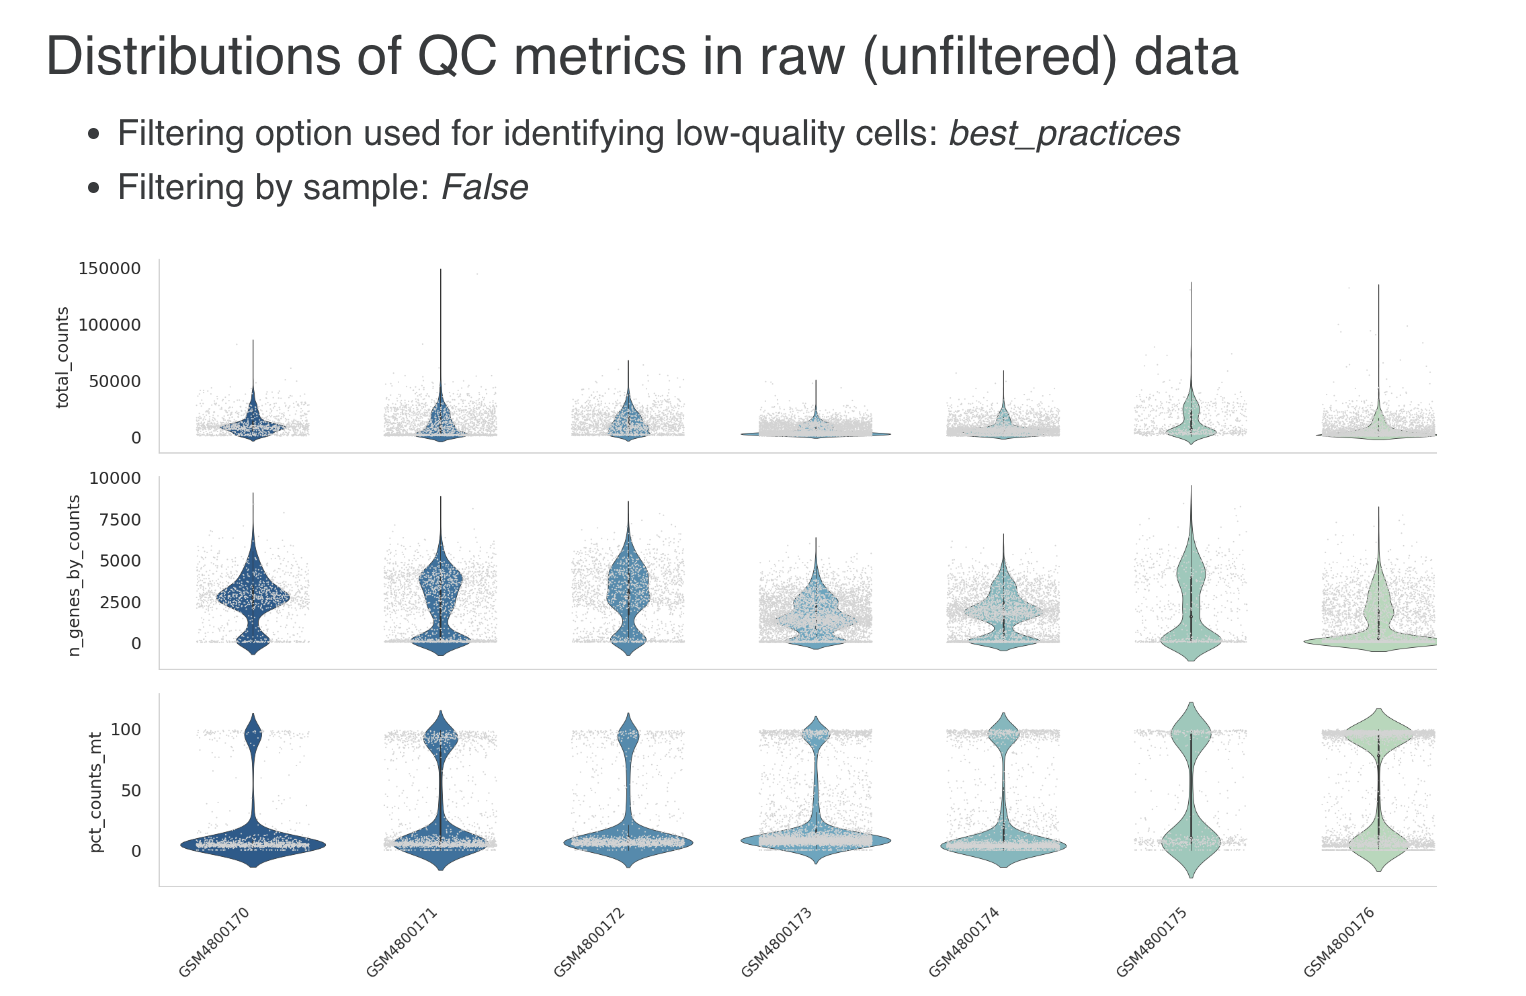 Distributions of QC metrics in raw (unfiltered) data
• Filtering option used for identifying low-quality cells: best_practices
• Filtering by sample: False
total_counts
150000
100000
50000
0
n_genes_by_counts
10000
7500
5000
2500
0
pct_counts_mt
100
50
0
GSM4800170
GSM4800171
GSM4800172
GSM4800173
GSM4800174
GSM4800175
GSM4800176